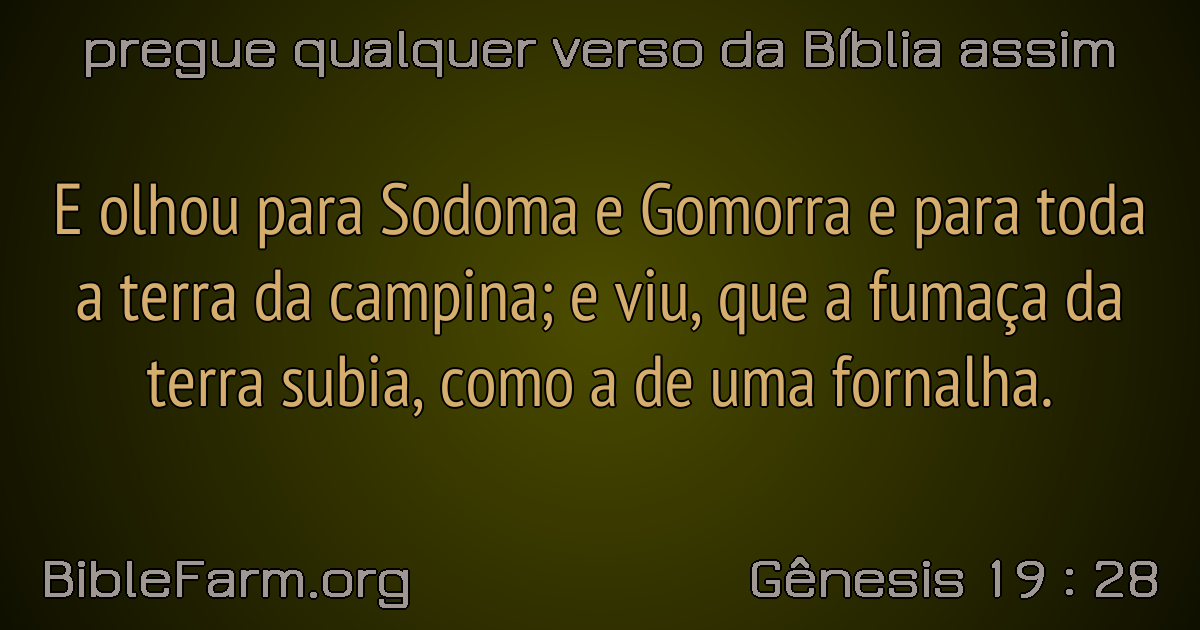 pregue qualquer verso da Bíblia assim
E olhou para Sodoma e Gomorra e para toda
a terra da campina; e viu, que a fumaça da
terra subia, como a de uma fornalha.
BibleFarm.org
Gênesis 19 : 28